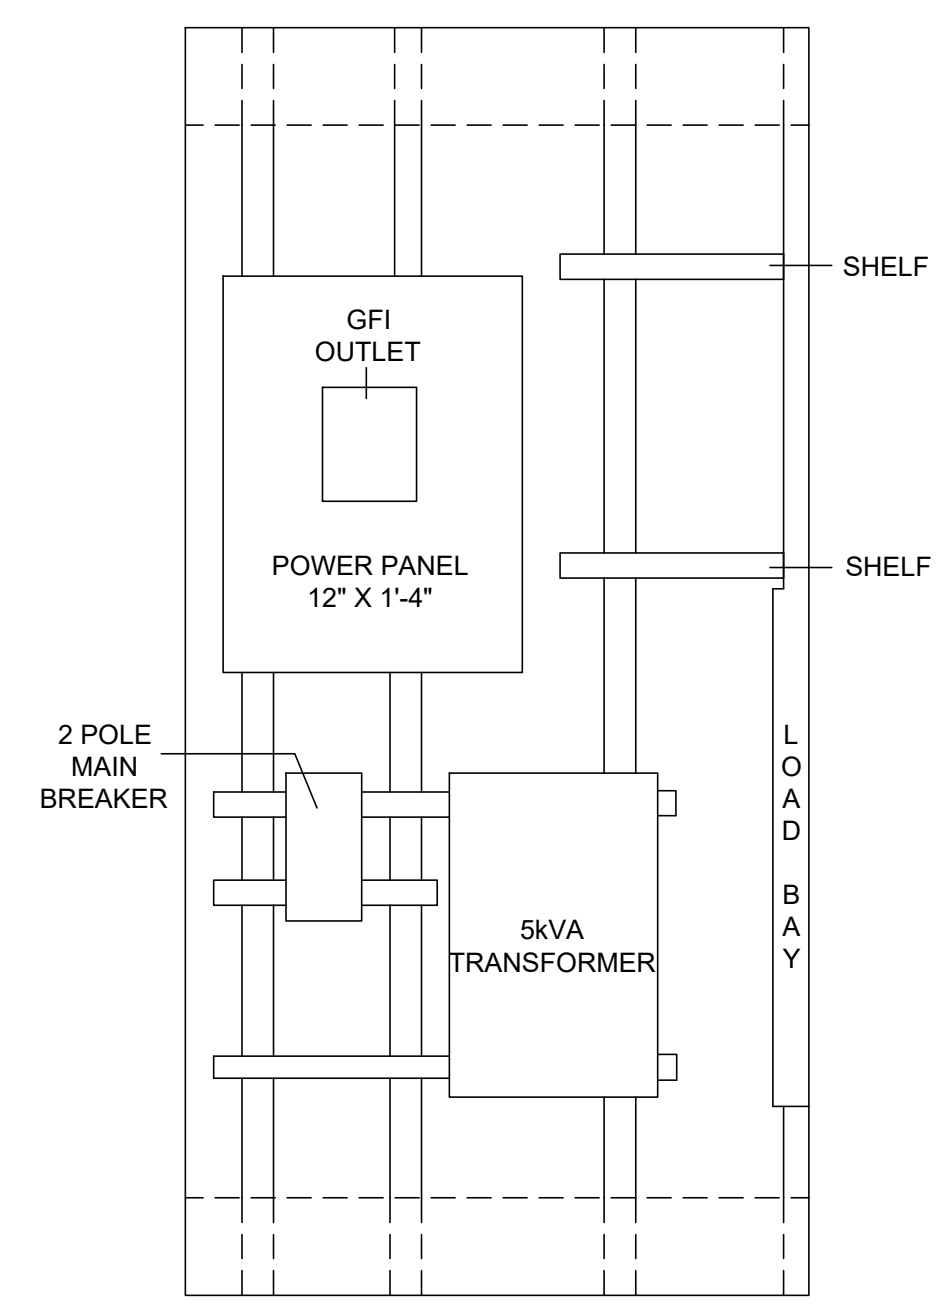 SHELF
GFI
OUTLET
POWER PANEL
12" X 1'-4"
SHELF
2 POLE
MAIN
BREAKER
L
O
A
D
B
A
Y
5kVA
TRANSFORMER